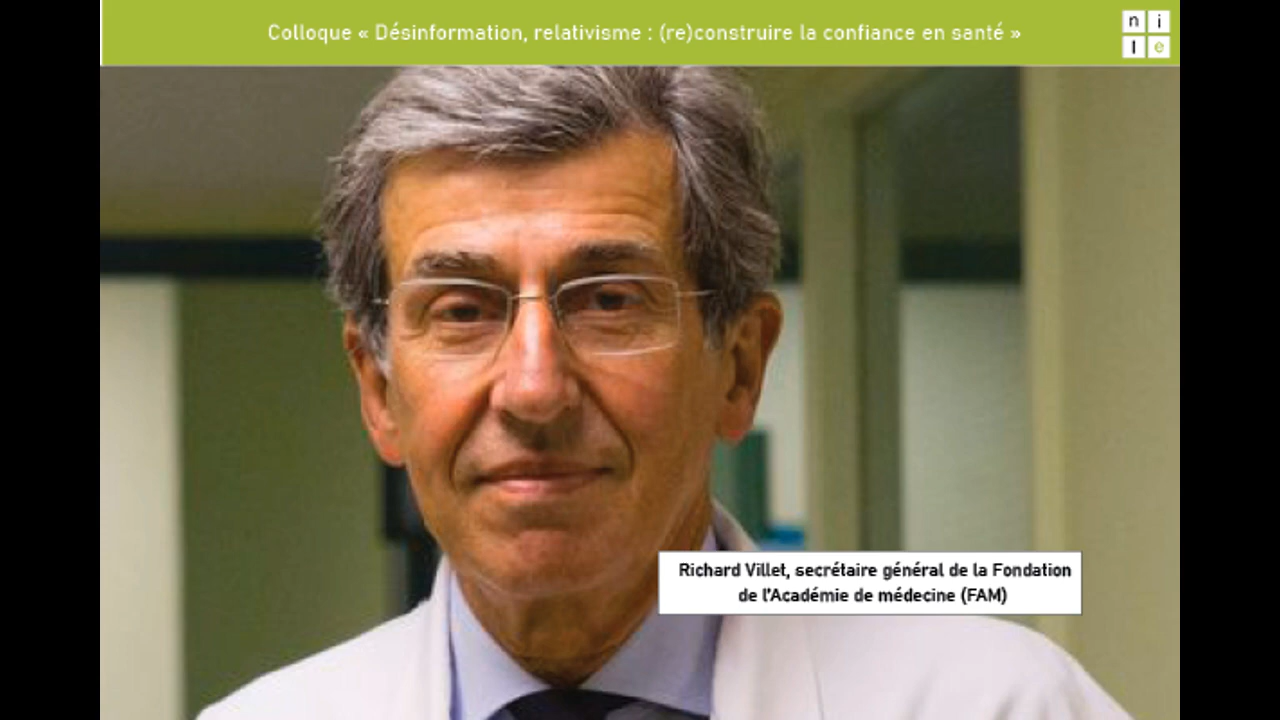 Colloque « Désinformation, relativisme : (re)construire la confiance en santé »
n i
l e
Richard Villet, secrétaire général de la Fondation
de l'Académie de médecine (FAM)